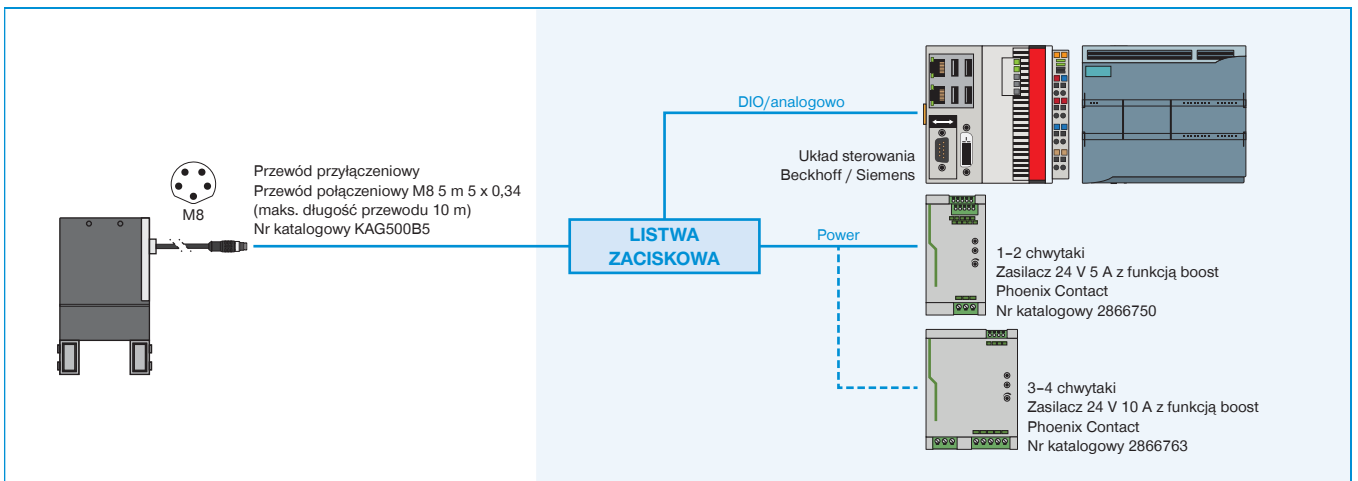 M8
Przewód przyłączeniowy
Przewód połączeniowy M8 5 m 5 x 0,34
(maks. długość przewodu 10 m)
Nr katalogowy KAG500B5
LISTWA
ZACISKOWA
DIO/analogowo
Układ sterowania
Beckhoff / Siemens
Power
1–2 chwytaki
Zasilacz 24 V 5 A z funkcją boost
Phoenix Contact
Nr katalogowy 2866750
3–4 chwytaki
Zasilacz 24 V 10 A z funkcją boost
Phoenix Contact
Nr katalogowy 2866763